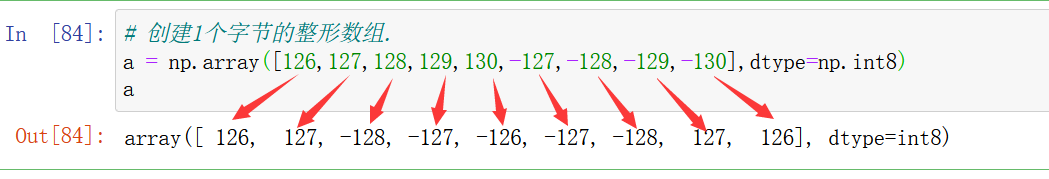 In [84]: # 创建1个字节的整形数组.
a = np.array([126,127,128,129,130,-127,-128,-129,-130],dtype=np.int8)
a
Out[84]: array([ 126, 127, -128, -127, -126, -127, -128, 127, 126], dtype=int8)